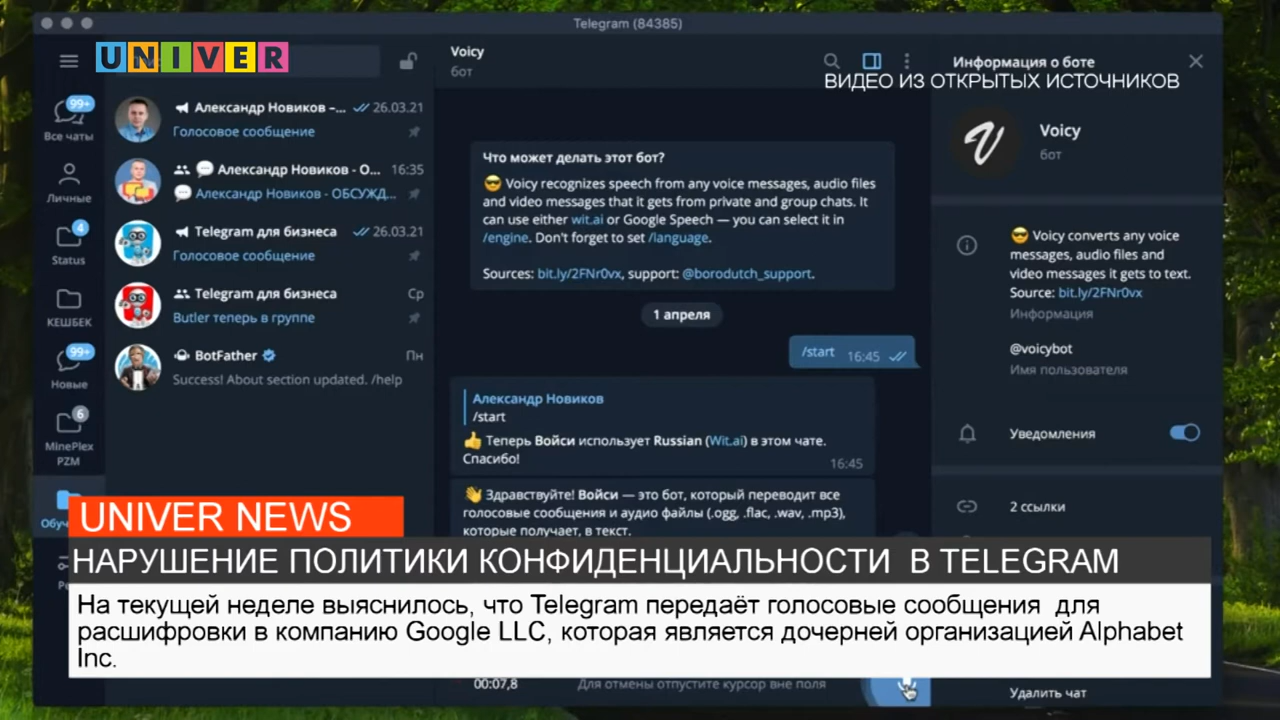 Telegram (84385)
UNIVER
ВИДЕО ИЗ ОТКРЫТЫХ ИСТОЧНИКОВ
Все чаты
99+
Личные
Status
4
КЕШБЕК
Новые
99+
MinePlex
PZM
6
Александр Новиков –... 26.03.21
Голосовое сообщение
Александр Новиков - О... 16:35
Александр Новиков - ОБСУЖД...
Telegram для бизнеса 26.03.21
Голосовое сообщение
Telegram для бизнеса Ср
Butler теперь в группе
BotFather Пн
Success! About section updated. /help
Voicy
бот
Что может делать этот бот?
😎 Voicy recognizes speech from any voice messages, audio files
and video messages that it gets from private and group chats. It
can use either wit.ai or Google Speech — you can select it in
/engine. Don't forget to set /language.
Sources: bit.ly/2FNr0vx, support: @borodutch_support.
1 апреля
/start 16:45
Александр Новиков
/start
👍 Теперь Войси использует Russian (Wit.ai) в этом чате.
Спасибо!
16:45
👋 Здравствуйте! Войси — это бот, который переводит все
голосовые сообщения и аудио файлы (.ogg, .flac, .wav, .mp3),
которые получает, в текст.
Информация о боте
Voicy
бот
😎 Voicy converts any voice
messages, audio files and
video messages it gets to text.
Source: bit.ly/2FNr0vx
Информация
@voicybot
Имя пользователя
Уведомления
2 ссылки
UNIVER NEWS
НАРУШЕНИЕ ПОЛИТИКИ КОНФИДЕНЦИАЛЬНОСТИ В TELEGRAM
На текущей неделе выяснилось, что Telegram передаёт голосовые сообщения для
расшифровки в компанию Google LLC, которая является дочерней организацией Alphabet
Inc.
00:07,8
Для отмены отпустите курсор вне поля
Удалить чат